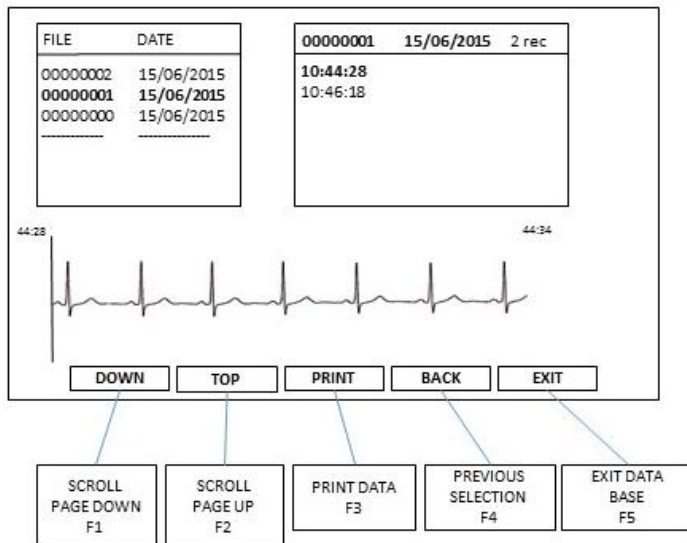 FILE DATE
00000002 15/06/2015
00000001 15/06/2015
00000000 15/06/2015
------------- ---------------
00000001 15/06/2015 2 rec
10:44:28
10:46:18
44:28
44:34
DOWN
TOP
PRINT
BACK
EXIT
SCROLL
PAGE DOWN
F1
SCROLL
PAGE UP
F2
PRINT DATA
F3
PREVIOUS
SELECTION
F4
EXIT DATA
BASE
F5